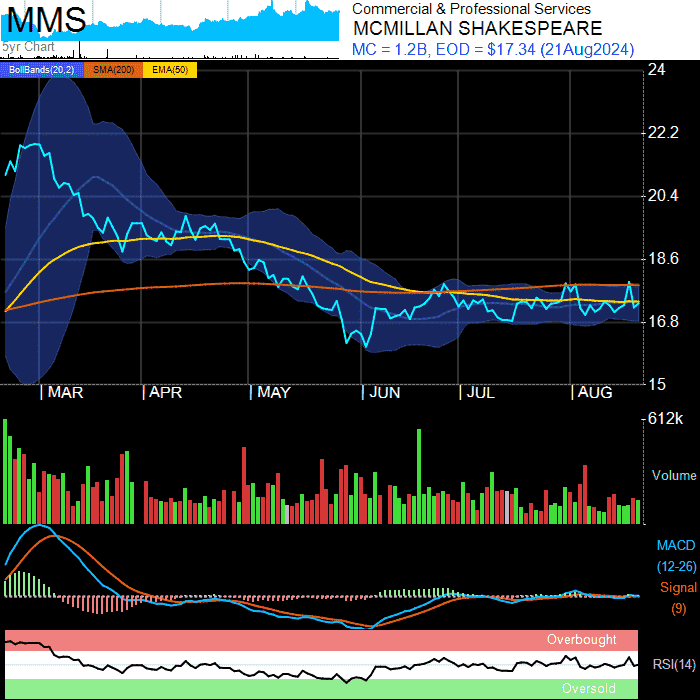 MMS
5yr Chart
Commercial & Professional Services
MCMILLAN SHAKESPEARE
MC = 1.2B, EOD = $17.34 (21Aug2024)
BollBands(20,2) SMA(200) EMA(50)
24
22.2
20.4
18.6
16.8
15
MAR APR MAY JUN JUL AUG
612k
Volume
MACD
(12-26)
Signal
(9)
Overbought
RSI(14)
Oversold